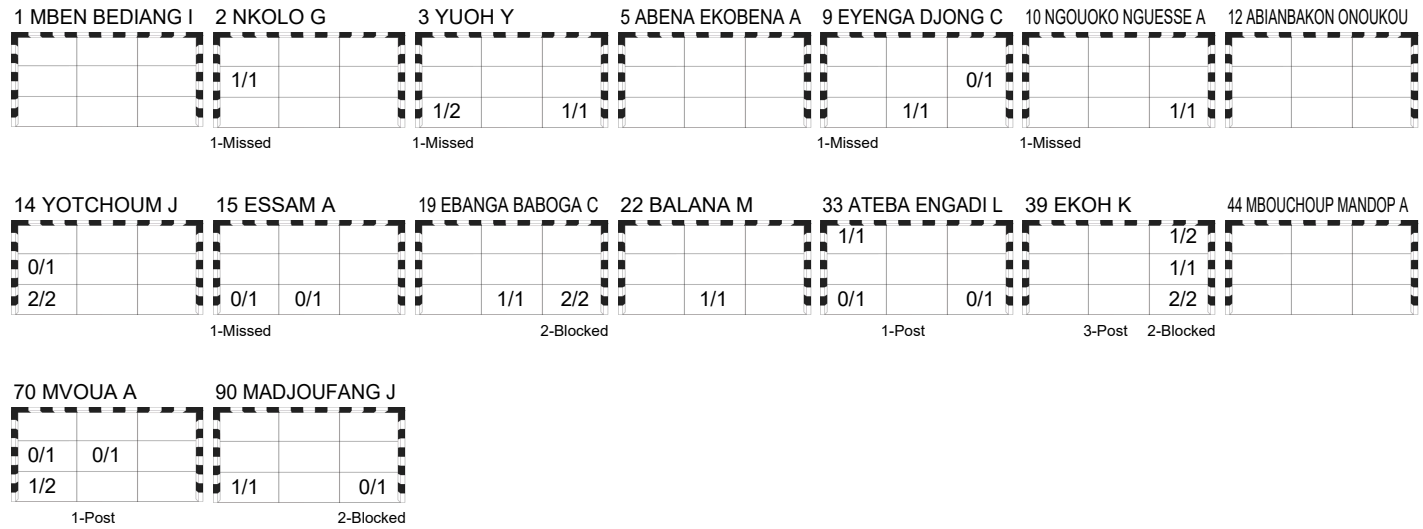 1 MBEN BEDIANG I 2 NKOLO G 3 YUOH Y 5 ABENA EKOBENA A 9 EYENGA DJONG C 10 NGOUOKO NGUESSE A 12 ABIANBAKON ONOUKOU
1/1 0/1
1/2 1/1 1/1 1/1
1-Missed 1-Missed 1-Missed 1-Missed
14 YOTCHOUM J 15 ESSAM A 19 EBANGA BABOGA C 22 BALANA M 33 ATEBA ENGADI L 39 EKOH K 44 MBOUCHOUP MANDOP A
1/1 1/2
0/1 1/1
2/2 0/1 0/1 1/1 2/2 1/1 0/1 0/1 2/2
1-Missed 2-Blocked 1-Post 3-Post 2-Blocked
70 MVOUA A 90 MADJOUFANG J
0/1 0/1
1/2 1/1 0/1
1-Post 2-Blocked